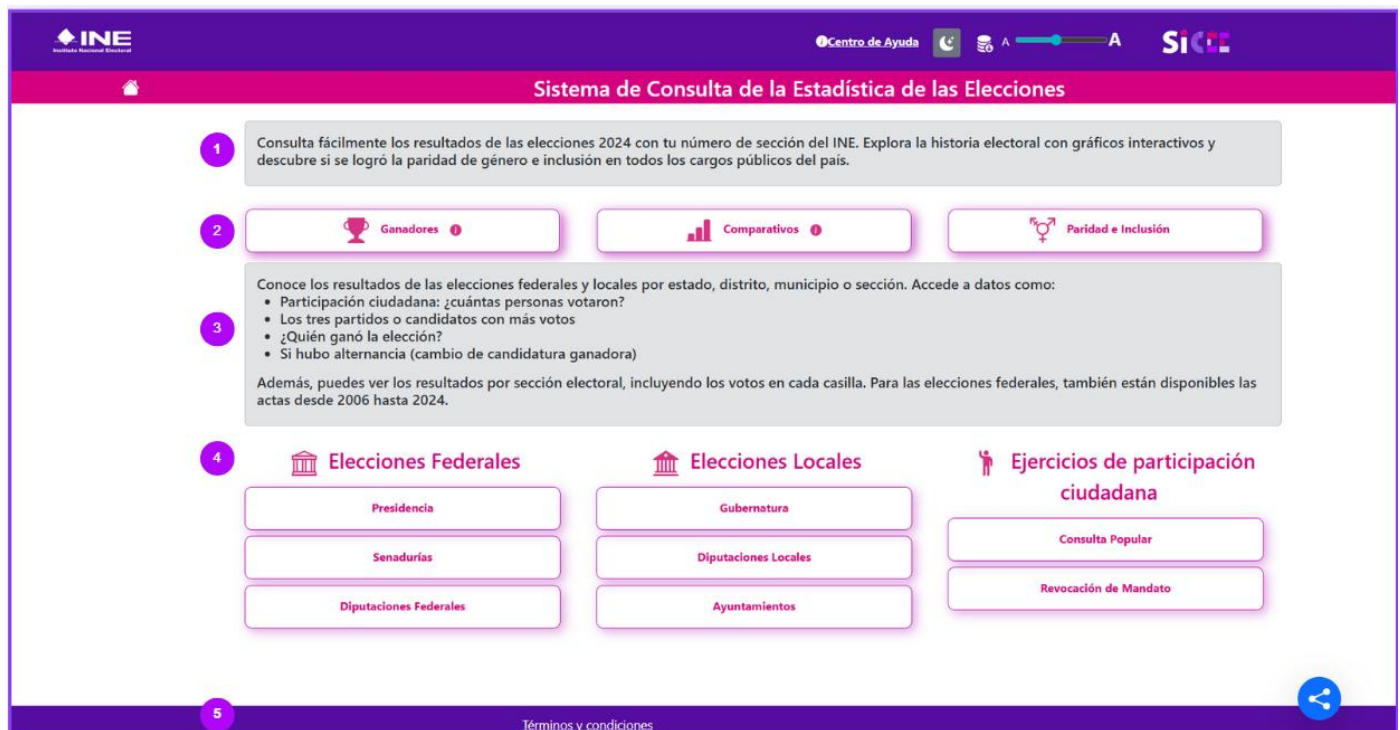 INE
Instituto Nacional Electoral
Centro de Ayuda
A A
SiCEE
Sistema de Consulta de la Estadística de las Elecciones
1
Consulta fácilmente los resultados de las elecciones 2024 con tu número de sección del INE. Explora la historia electoral con gráficos interactivos y
descubre si se logró la paridad de género e inclusión en todos los cargos públicos del país.
2
Ganadores
Comparativos
Paridad e Inclusión
3
Conoce los resultados de las elecciones federales y locales por estado, distrito, municipio o sección. Accede a datos como:
• Participación ciudadana: ¿cuántas personas votaron?
• Los tres partidos o candidatos con más votos
• ¿Quién ganó la elección?
• Si hubo alternancia (cambio de candidatura ganadora)
Además, puedes ver los resultados por sección electoral, incluyendo los votos en cada casilla. Para las elecciones federales, también están disponibles las
actas desde 2006 hasta 2024.
4
Elecciones Federales
Presidencia
Senadurías
Diputaciones Federales
Elecciones Locales
Gubernatura
Diputaciones Locales
Ayuntamientos
Ejercicios de participación
ciudadana
Consulta Popular
Revocación de Mandato
5
Términos y condiciones